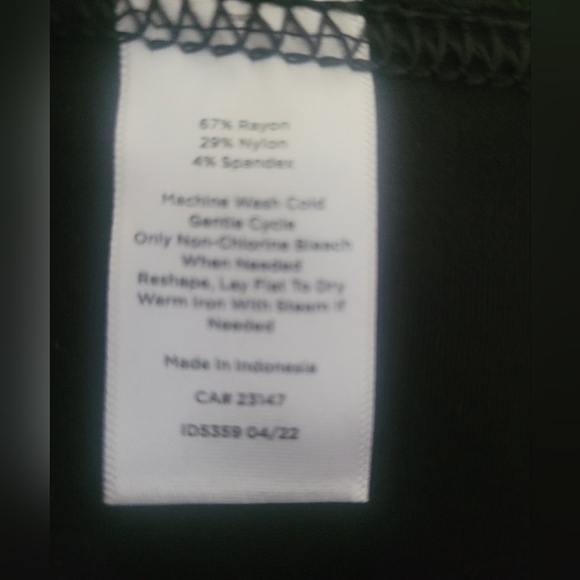 67% Rayon
29% Nylon
4% Spandex
Machine Wash Cold
Gentle Cycle
Only Non-Chlorine Bleach
When Needed
Reshape, Lay Flat To Dry
Warm Iron With Steam If
Needed
Made In Indonesia
CA# 23147
ID5359 04/22